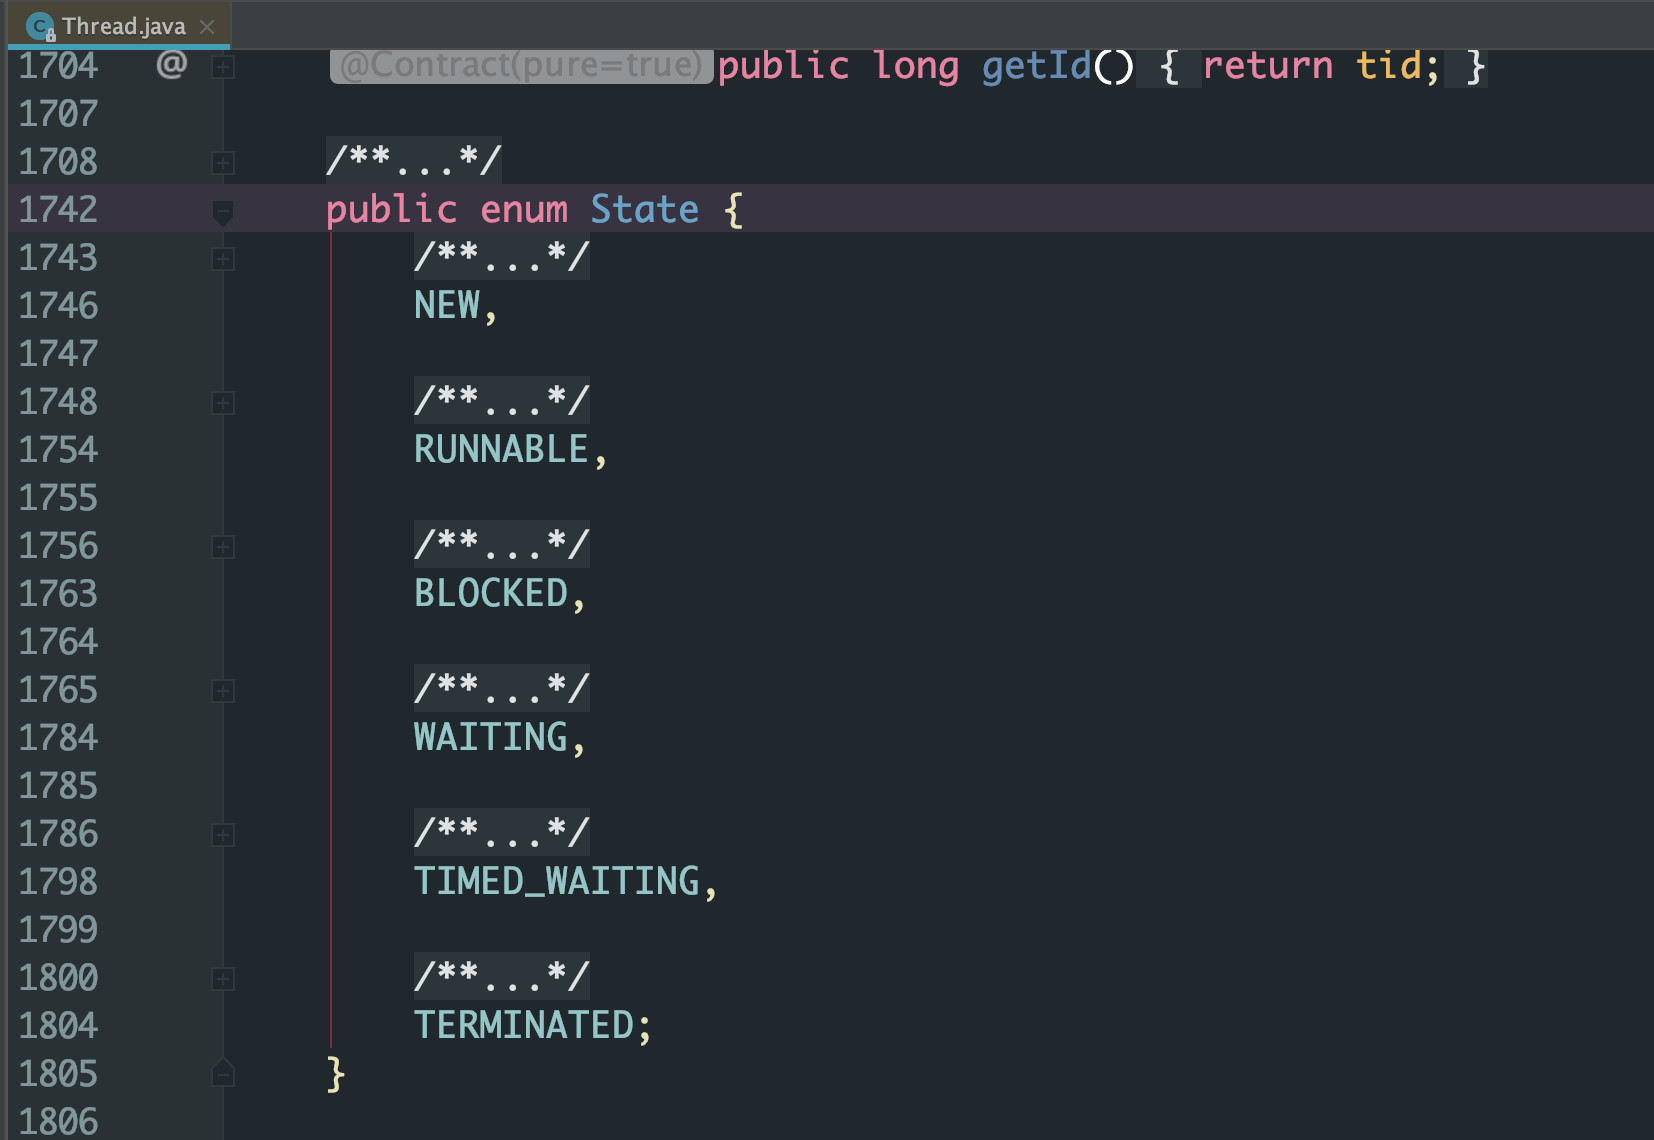 Thread.java
1704 @ @Contract(pure=true) public long getId() { return tid; }
1707
1708 /**...*/
1742 public enum State {
1743 /**...*/
1746 NEW,
1747
1748 /**...*/
1754 RUNNABLE,
1755
1756 /**...*/
1763 BLOCKED,
1764
1765 /**...*/
1784 WAITING,
1785
1786 /**...*/
1798 TIMED_WAITING,
1799
1800 /**...*/
1804 TERMINATED;
1805 }
1806